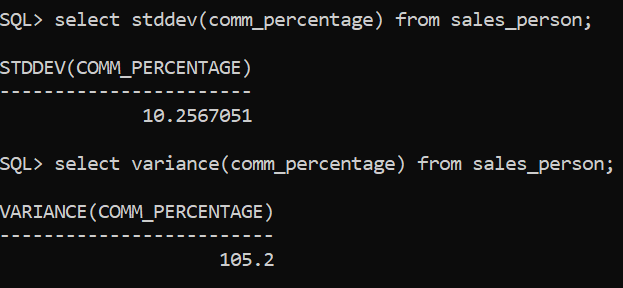 SQL> select stddev(comm_percentage) from sales_person;
STDDEV(COMM_PERCENTAGE)
-----------------------
10.2567051
SQL> select variance(comm_percentage) from sales_person;
VARIANCE(COMM_PERCENTAGE)
-------------------------
105.2